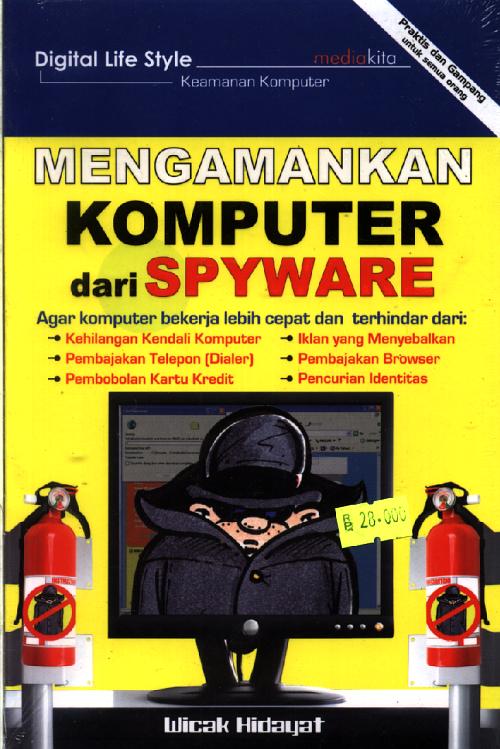 Digital Life Style
mediakita
Keamanan Komputer
Praktis dan Gampang
untuk semua orang
MENGAMANKAN
KOMPUTER
dari SPYWARE
Agar komputer bekerja lebih cepat dan terhindar dari:
Kehilangan Kendali Komputer
Iklan yang Menyebalkan
Pembajakan Telepon (Dialer)
Pembajakan Browser
Pembobolan Kartu Kredit
Pencurian Identitas
28.000
Wicak Hidayat